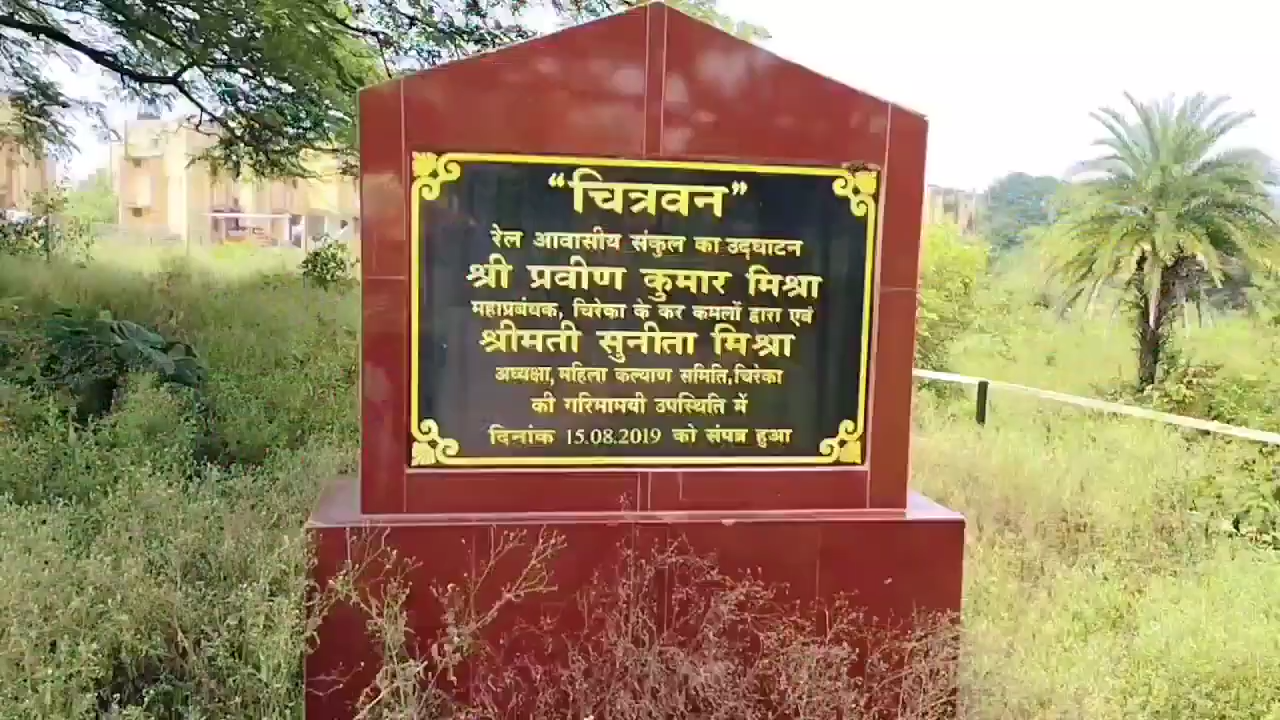 “चित्रवन”
रेल आवासीय संकुल का उद्घाटन
श्री प्रवीण कुमार मिश्रा
महाप्रबंधक, चिरेका के कर कमलों द्वारा एवं
श्रीमती सुनीता मिश्रा
अध्यक्षा, महिला कल्याण समिति, चिरेका
की गरिमामयी उपस्थिति में
दिनांक 15.08.2019 को संपन्न हुआ